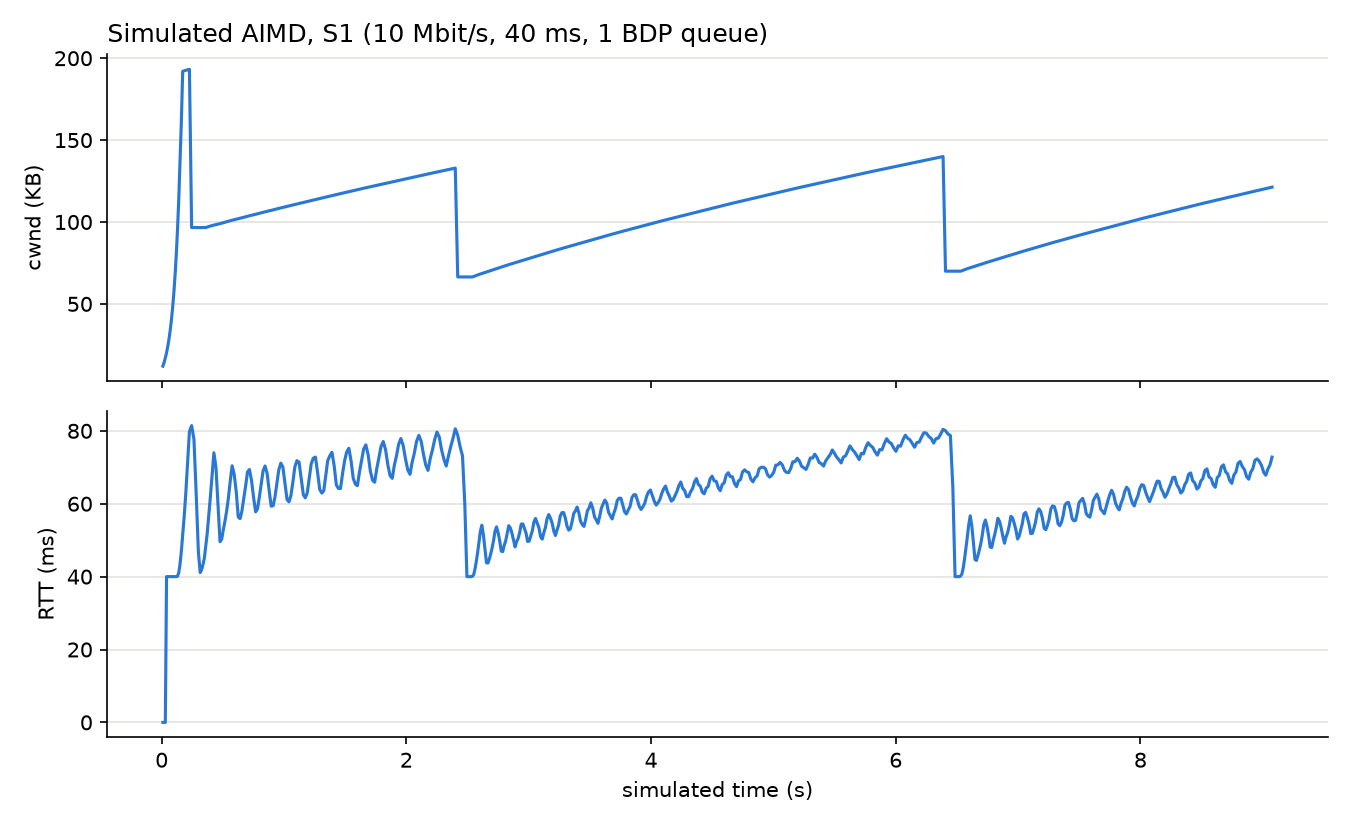 Simulated AIMD, S1 (10 Mbit/s, 40 ms, 1 BDP queue)
200
150
100
50
cwnd (KB)
80
60
40
20
0
RTT (ms)
0 2 4 6 8
simulated time (s)